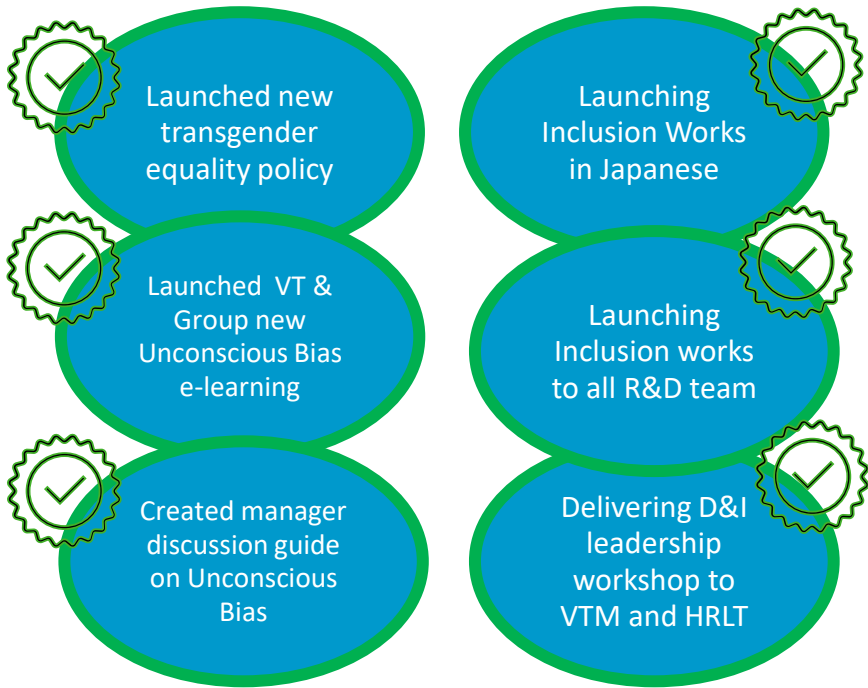 Launched new
transgender
equality policy
Launched VT &
Group new
Unconscious Bias
e-learning
Created manager
discussion guide
on Unconscious
Bias
Launching
Inclusion Works
in Japanese
Launching
Inclusion works
to all R&D team
Delivering D&I
leadership
workshop to
VTM and HRLT